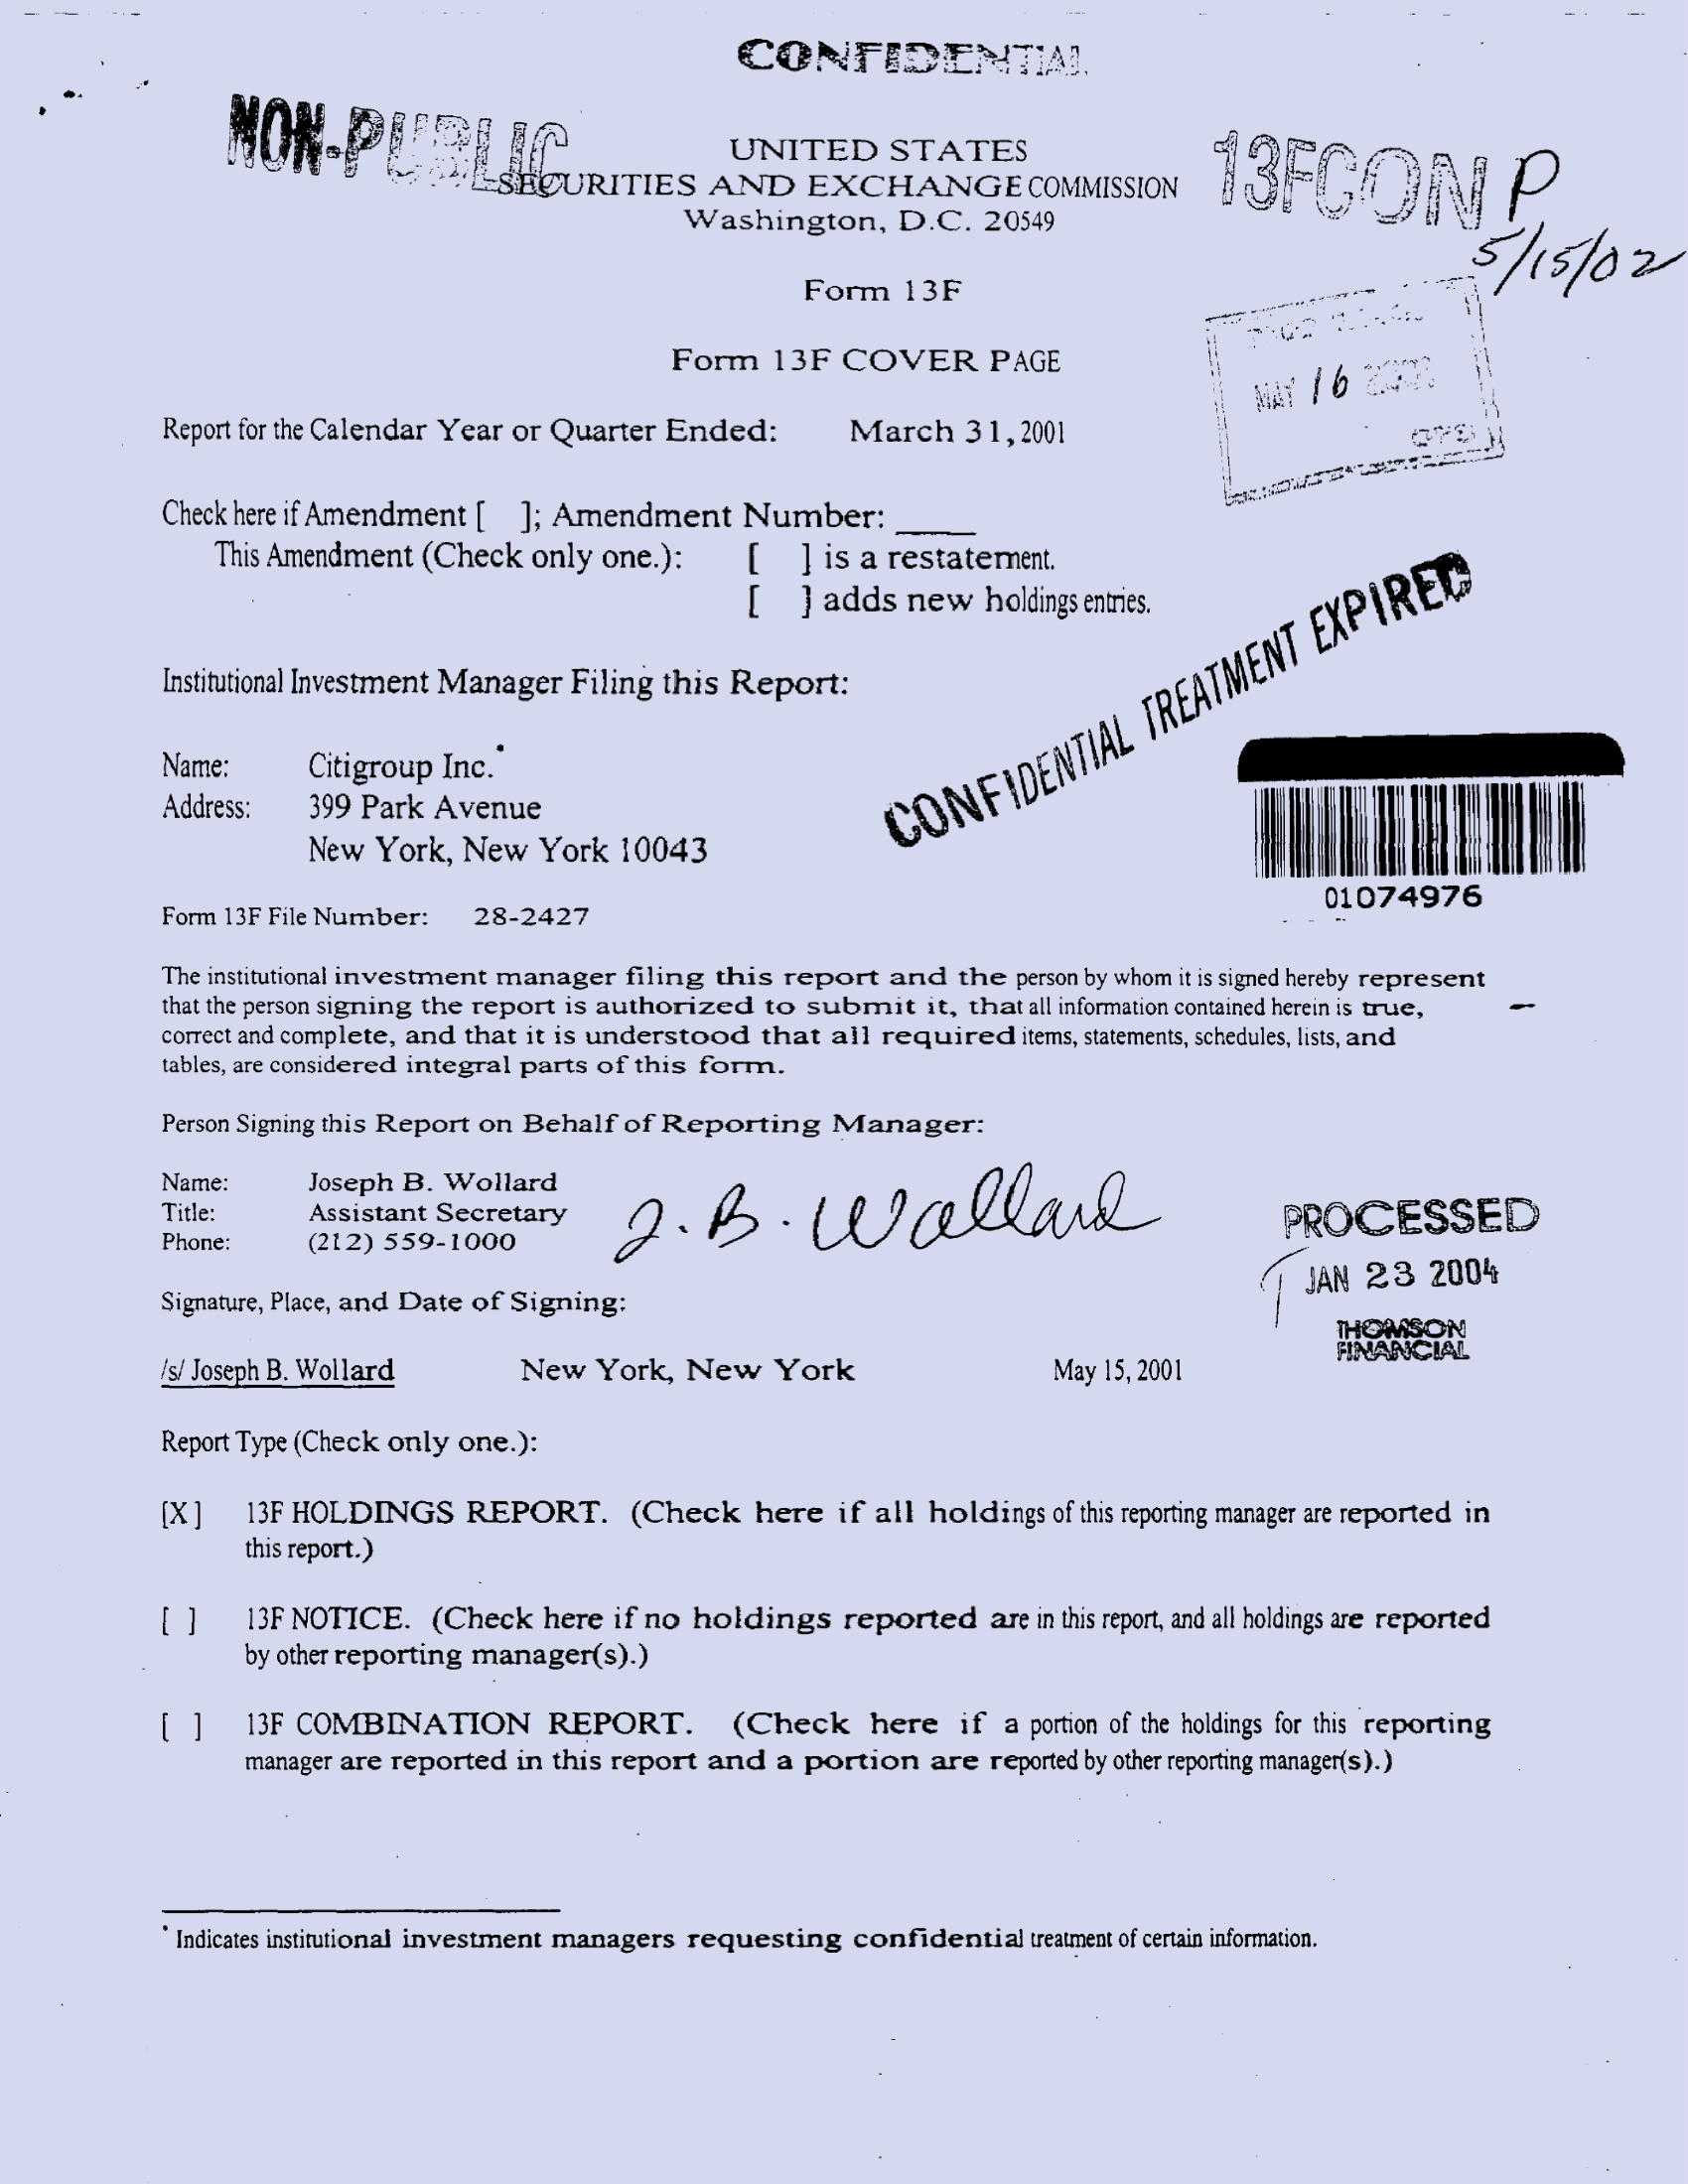 CONFIDENTIAL
NON-PUBLIC
UNITED STATES
SECURITIES AND EXCHANGE COMMISSION
Washington, D.C. 20549
13FCON P
5/15/02
Form 13F
Form 13F COVER PAGE
MAY 16 2002
Report for the Calendar Year or Quarter Ended: March 31, 2001
Check here if Amendment [ ]; Amendment Number: ____
This Amendment (Check only one.): [ ] is a restatement.
[ ] adds new holdings entries.
CONFIDENTIAL TREATMENT EXPIRED
Institutional Investment Manager Filing this Report:
Name: Citigroup Inc.*
Address: 399 Park Avenue
New York, New York 10043
01074976
Form 13F File Number: 28-2427
The institutional investment manager filing this report and the person by whom it is signed hereby represent
that the person signing the report is authorized to submit it, that all information contained herein is true,
correct and complete, and that it is understood that all required items, statements, schedules, lists, and
tables, are considered integral parts of this form.
Person Signing this Report on Behalf of Reporting Manager:
Name: Joseph B. Wollard
Title: Assistant Secretary
Phone: (212) 559-1000
J. B. Wollard
PROCESSED
JAN 23 2004
THOMSON
FINANCIAL
Signature, Place, and Date of Signing:
/s/ Joseph B. Wollard New York, New York May 15, 2001
Report Type (Check only one.):
[X] 13F HOLDINGS REPORT. (Check here if all holdings of this reporting manager are reported in
this report.)
[ ] 13F NOTICE. (Check here if no holdings reported are in this report, and all holdings are reported
by other reporting manager(s).)
[ ] 13F COMBINATION REPORT. (Check here if a portion of the holdings for this reporting
manager are reported in this report and a portion are reported by other reporting manager(s).)
* Indicates institutional investment managers requesting confidential treatment of certain information.